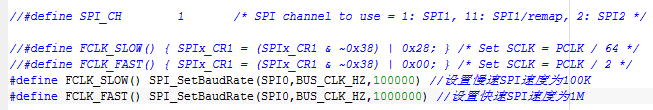 //#define SPI_CH 1 /* SPI channel to use = 1: SPI1, 11: SPI1/remap, 2: SPI2 */
//#define FCLK_SLOW() { SPIx_CR1 = (SPIx_CR1 & ~0x38) | 0x28; } /* Set SCLK = PCLK / 64 */
//#define FCLK_FAST() { SPIx_CR1 = (SPIx_CR1 & ~0x38) | 0x00; } /* Set SCLK = PCLK / 2 */
#define FCLK_SLOW() SPI_SetBaudRate(SPI0,BUS_CLK_HZ,100000) //设置慢速SPI速度为100K
#define FCLK_FAST() SPI_SetBaudRate(SPI0,BUS_CLK_HZ,1000000) //设置快速SPI速度为1M